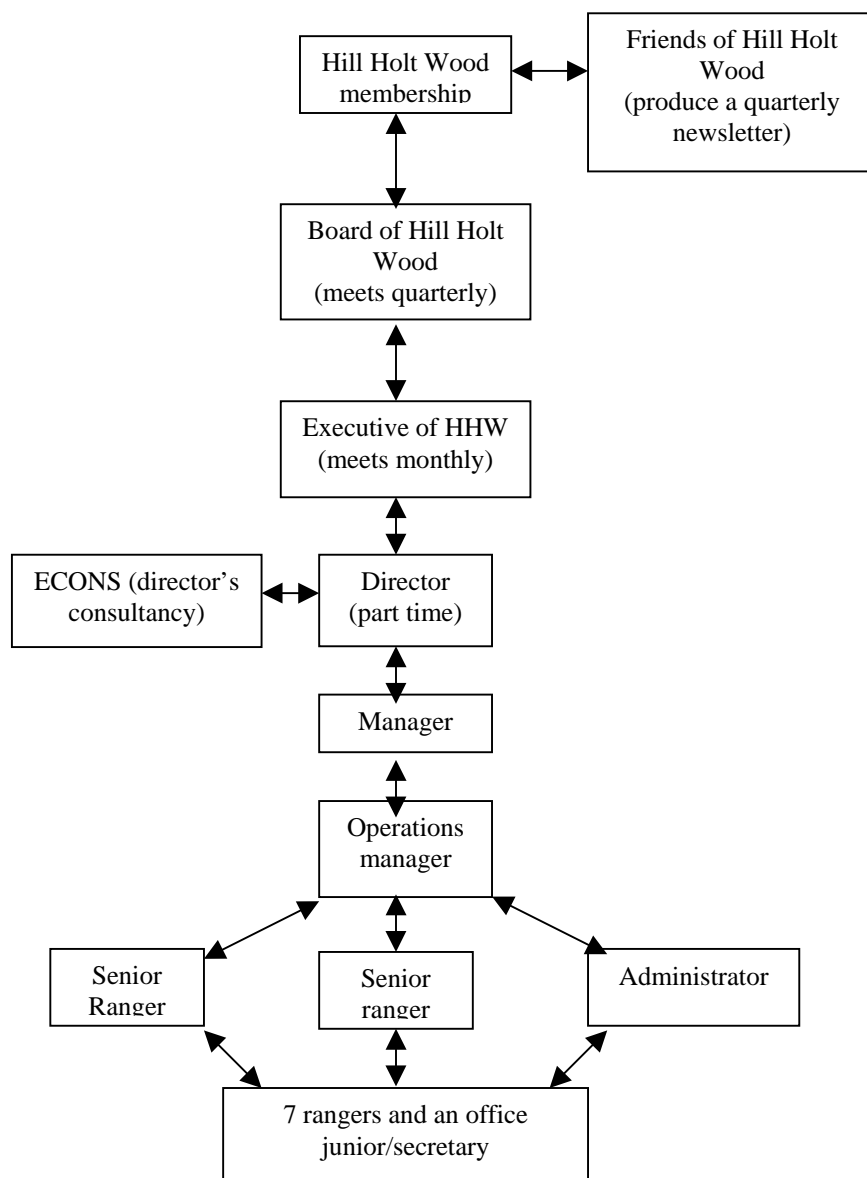 Hill Holt Wood
membership
Friends of Hill Holt
Wood
(produce a quarterly
newsletter)
Board of Hill Holt
Wood
(meets quarterly)
Executive of HHW
(meets monthly)
ECONS (director’s
consultancy)
Director
(part time)
Manager
Operations
manager
Senior
Ranger
Senior
ranger
Administrator
7 rangers and an office
junior/secretary